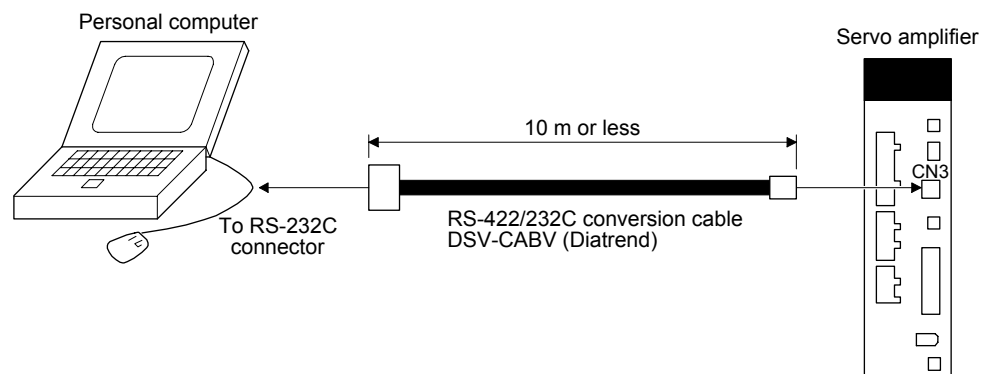 Personal computer
Servo amplifier
10 m or less
CN3
To RS-232C
connector
RS-422/232C conversion cable
DSV-CABV (Diatrend)